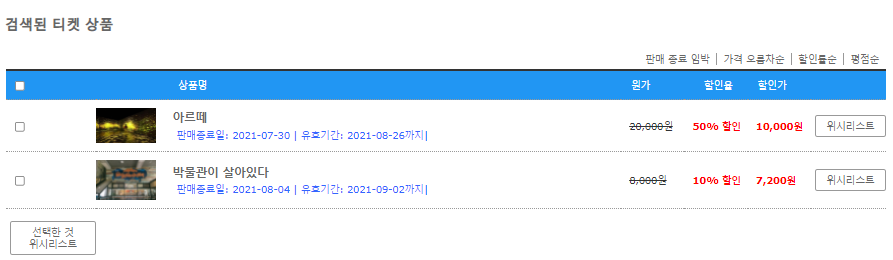 검색된 티켓 상품
판매 종료 임박 | 가격 오름차순 | 할인률순 | 평점순
상품명 원가 할인율 할인가
아르떼 20,000원 50% 할인 10,000원 위시리스트
판매종료일: 2021-07-30 | 유효기간: 2021-08-26까지|
박물관이 살아있다 8,000원 10% 할인 7,200원 위시리스트
판매종료일: 2021-08-04 | 유효기간: 2021-09-02까지|
선택한 것
위시리스트